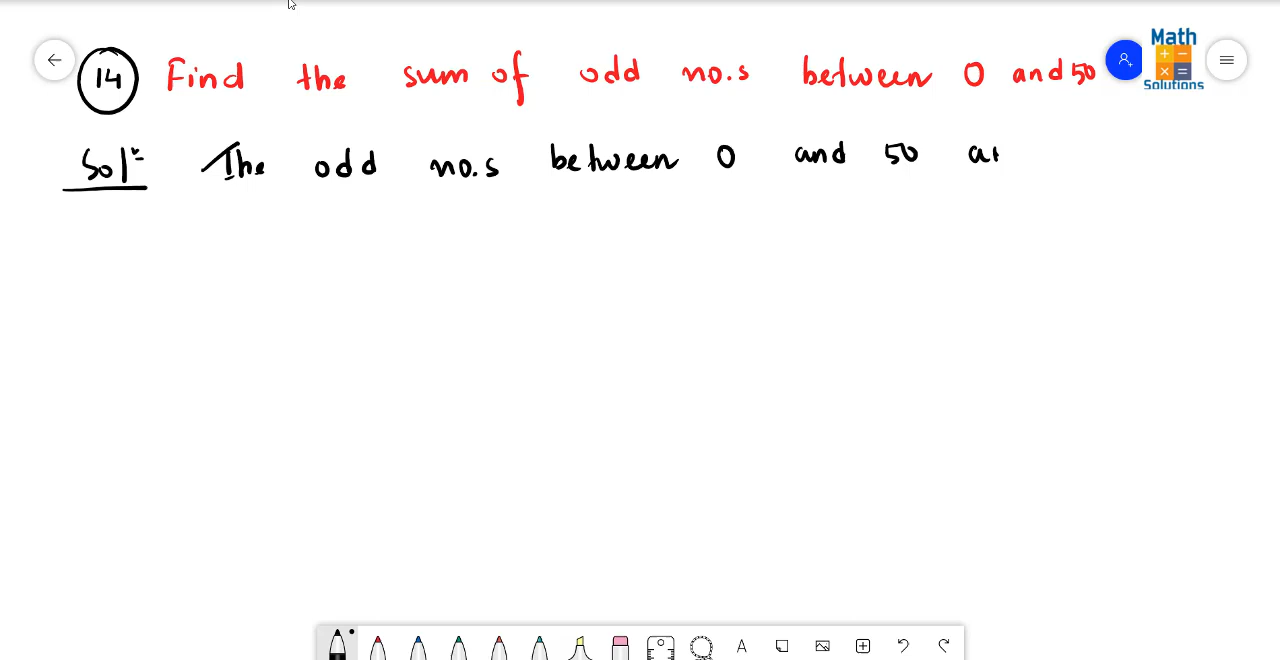 14 Find the sum of odd no.s between 0 and 50
Math
Solutions
Sol:- The odd no.s between 0 and 50